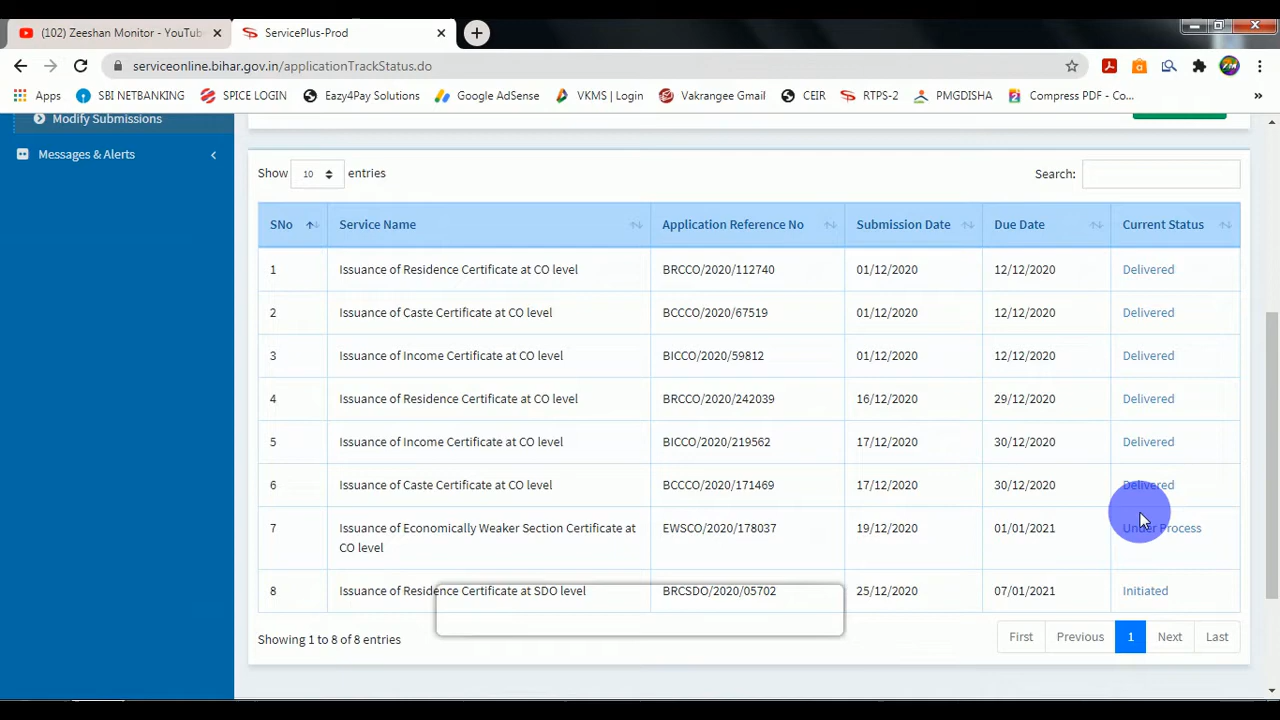 (102) Zeeshan Monitor - YouTub
ServicePlus-Prod
serviceonline.bihar.gov.in/applicationTrackStatus.do
Apps SBI NETBANKING SPICE LOGIN Eazy4Pay Solutions Google AdSense VKMS | Login Vakrangee Gmail CEIR RTPS-2 PMGDISHA Compress PDF - Co... »
Modify Submissions
Messages & Alerts
Show 10 entries Search:
SNo Service Name Application Reference No Submission Date Due Date Current Status
1 Issuance of Residence Certificate at CO level BRCCO/2020/112740 01/12/2020 12/12/2020 Delivered
2 Issuance of Caste Certificate at CO level BCCCO/2020/67519 01/12/2020 12/12/2020 Delivered
3 Issuance of Income Certificate at CO level BICCO/2020/59812 01/12/2020 12/12/2020 Delivered
4 Issuance of Residence Certificate at CO level BRCCO/2020/242039 16/12/2020 29/12/2020 Delivered
5 Issuance of Income Certificate at CO level BICCO/2020/219562 17/12/2020 30/12/2020 Delivered
6 Issuance of Caste Certificate at CO level BCCCO/2020/171469 17/12/2020 30/12/2020 Delivered
7 Issuance of Economically Weaker Section Certificate at EWSCO/2020/178037 19/12/2020 01/01/2021 Under Process
CO level
8 Issuance of Residence Certificate at SDO level BRCSDO/2020/05702 25/12/2020 07/01/2021 Initiated
Showing 1 to 8 of 8 entries First Previous 1 Next Last